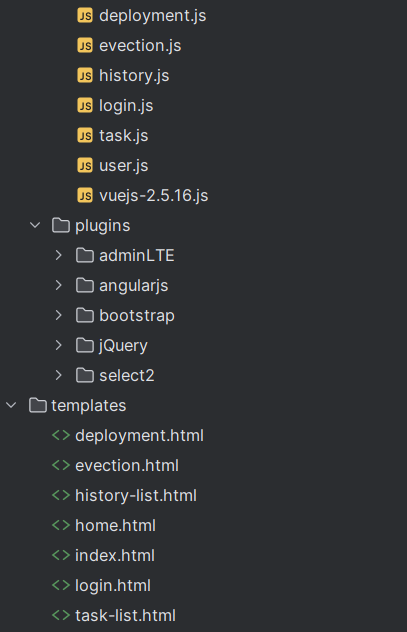 deployment.js
evection.js
history.js
login.js
task.js
user.js
vuejs-2.5.16.js
plugins
adminLTE
angularjs
bootstrap
jQuery
select2
templates
deployment.html
evection.html
history-list.html
home.html
index.html
login.html
task-list.html